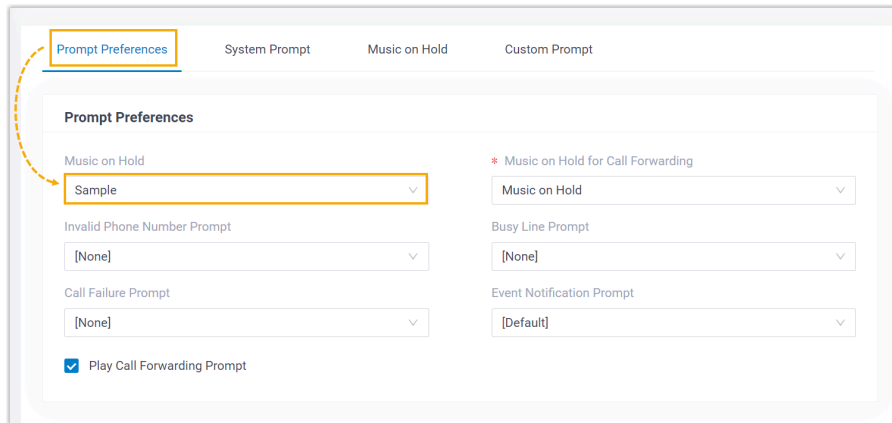 Prompt Preferences System Prompt Music on Hold Custom Prompt
Prompt Preferences
Music on Hold * Music on Hold for Call Forwarding
Sample Music on Hold
Invalid Phone Number Prompt Busy Line Prompt
[None] [None]
Call Failure Prompt Event Notification Prompt
[None] [Default]
Play Call Forwarding Prompt